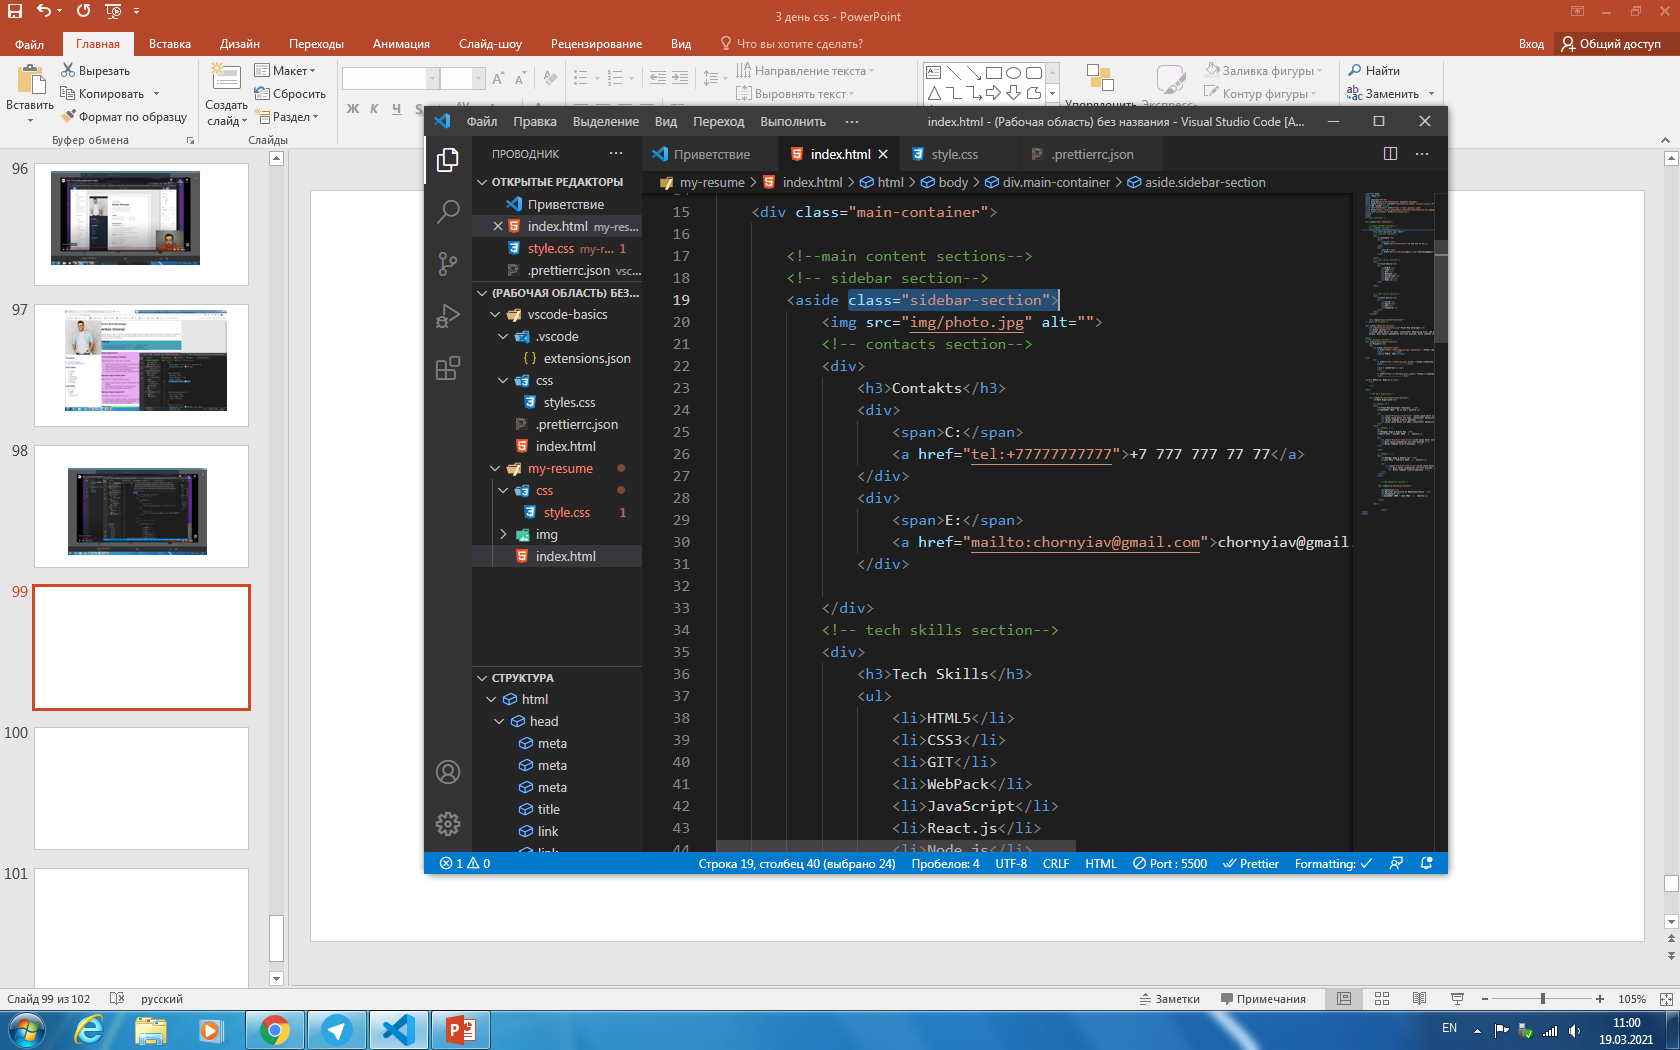 3 день css - PowerPoint
Файл Главная Вставка Дизайн Переходы Анимация Слайд-шоу Рецензирование Вид Что вы хотите сделать? Вход Общий доступ
Вставить
Вырезать
Копировать
Формат по образцу
Буфер обмена
Создать
слайд
Макет
Сбросить
Раздел
Слайды
Ж К Ч S
Направление текста
Выровнять текст
Упорядочить Экспресс-
Заливка фигуры
Контур фигуры
Найти
Заменить
96
97
98
99
100
101
Файл Правка Выделение Вид Переход Выполнить ··· index.html - (Рабочая область) без названия - Visual Studio Code [A...
ПРОВОДНИК ···
Приветствие index.html style.css .prettierrc.json ···
my-resume > index.html > html > body > div.main-container > aside.sidebar-section
ОТКРЫТЫЕ РЕДАКТОРЫ
Приветствие
index.html my-res...
style.css my-r... 1
.prettierrc.json vsc...
(РАБОЧАЯ ОБЛАСТЬ) БЕЗ...
vscode-basics
.vscode
{ } extensions.json
css
styles.css
.prettierrc.json
index.html
my-resume
css
style.css 1
img
index.html
СТРУКТУРА
html
head
meta
meta
meta
title
link
link
15 <div class="main-container">
16
17 <!--main content sections-->
18 <!-- sidebar section-->
19 <aside class="sidebar-section">
20 <img src="img/photo.jpg" alt="">
21 <!-- contacts section-->
22 <div>
23 <h3>Contakts</h3>
24 <div>
25 <span>C:</span>
26 <a href="tel:+77777777777">+7 777 777 77 77</a>
27 </div>
28 <div>
29 <span>E:</span>
30 <a href="mailto:chornyiav@gmail.com">chornyiav@gmail.
31 </div>
32
33 </div>
34 <!-- tech skills section-->
35 <div>
36 <h3>Tech Skills</h3>
37 <ul>
38 <li>HTML5</li>
39 <li>CSS3</li>
40 <li>GIT</li>
41 <li>WebPack</li>
42 <li>JavaScript</li>
43 <li>React.js</li>
44 <li>Node.js</li>
1 0 Строка 19, столбец 40 (выбрано 24) Пробелов: 4 UTF-8 CRLF HTML Port : 5500 Prettier Formatting:
Слайд 99 из 102 русский Заметки Примечания 105%
EN 11:00
19.03.2021